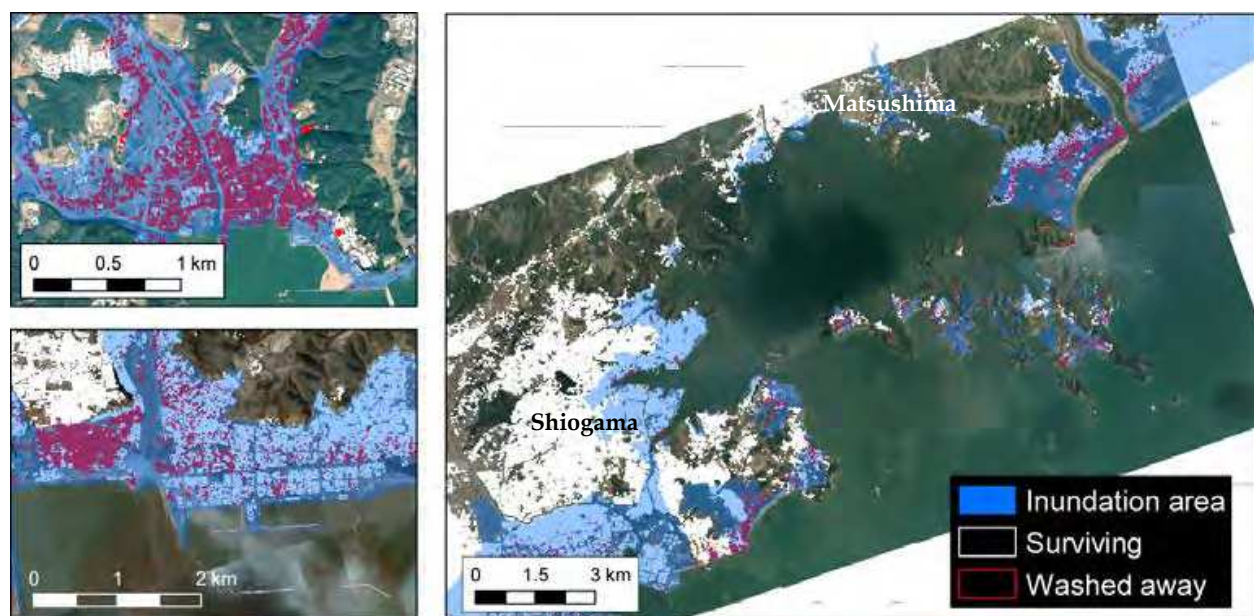 0 0.5 1 km
Matsushima
Shiogama
0 1 2 km
0 1.5 3 km
Inundation area
Surviving
Washed away